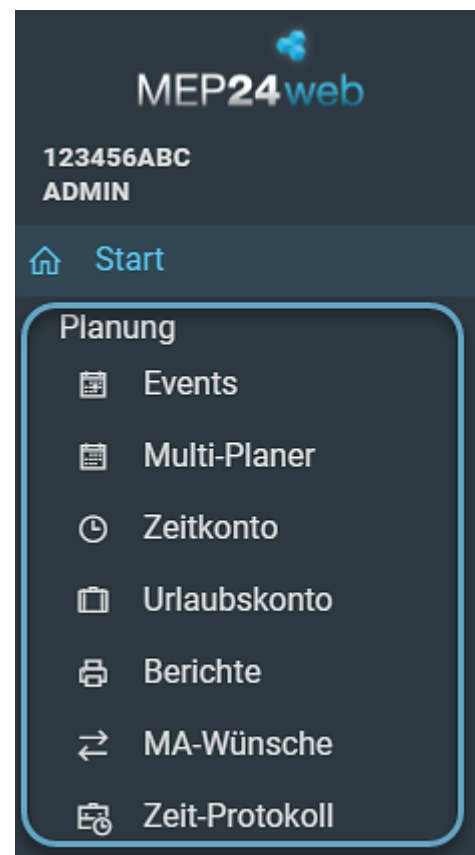 MEP24web
123456ABC
ADMIN
Start
Planung
Events
Multi-Planer
Zeitkonto
Urlaubskonto
Berichte
MA-Wünsche
Zeit-Protokoll